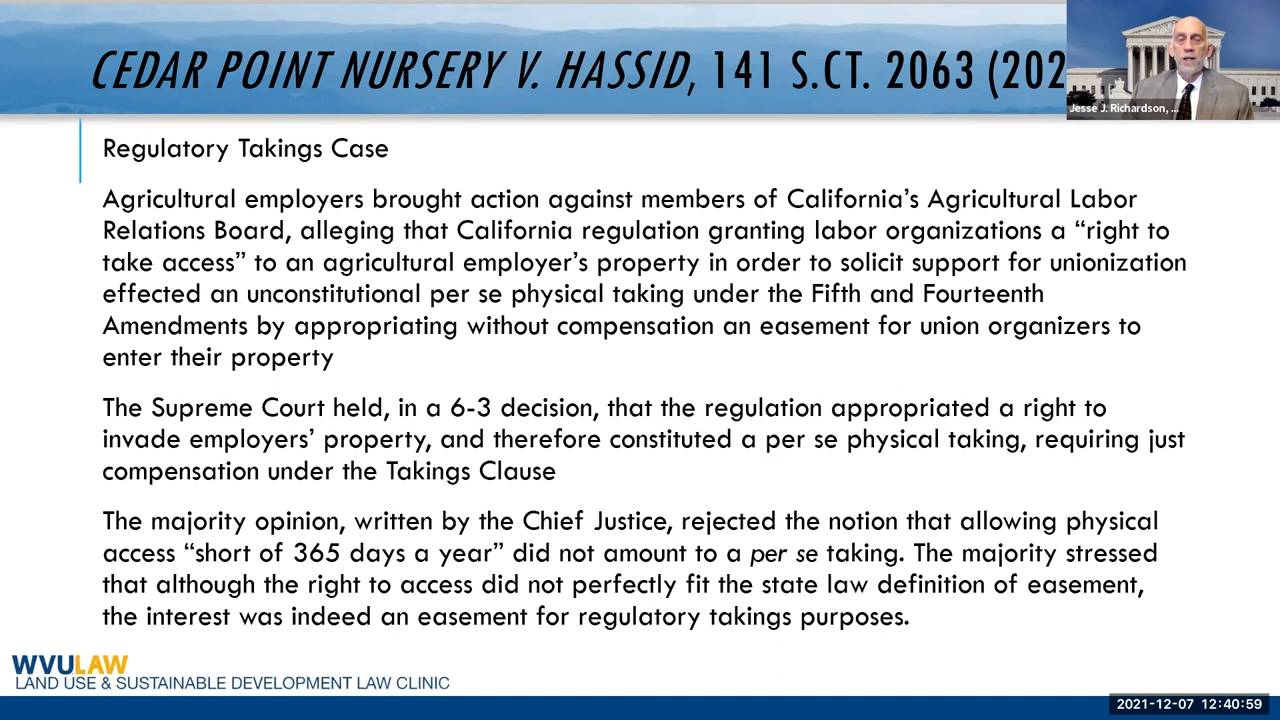 CEDAR POINT NURSERY V. HASSID, 141 S.CT. 2063 (202
Jesse J. Richardson, ...
Regulatory Takings Case
Agricultural employers brought action against members of California’s Agricultural Labor
Relations Board, alleging that California regulation granting labor organizations a “right to
take access” to an agricultural employer’s property in order to solicit support for unionization
effected an unconstitutional per se physical taking under the Fifth and Fourteenth
Amendments by appropriating without compensation an easement for union organizers to
enter their property
The Supreme Court held, in a 6-3 decision, that the regulation appropriated a right to
invade employers’ property, and therefore constituted a per se physical taking, requiring just
compensation under the Takings Clause
The majority opinion, written by the Chief Justice, rejected the notion that allowing physical
access “short of 365 days a year” did not amount to a per se taking. The majority stressed
that although the right to access did not perfectly fit the state law definition of easement,
the interest was indeed an easement for regulatory takings purposes.
WVULAW
LAND USE & SUSTAINABLE DEVELOPMENT LAW CLINIC
2021-12-07 12:40:59